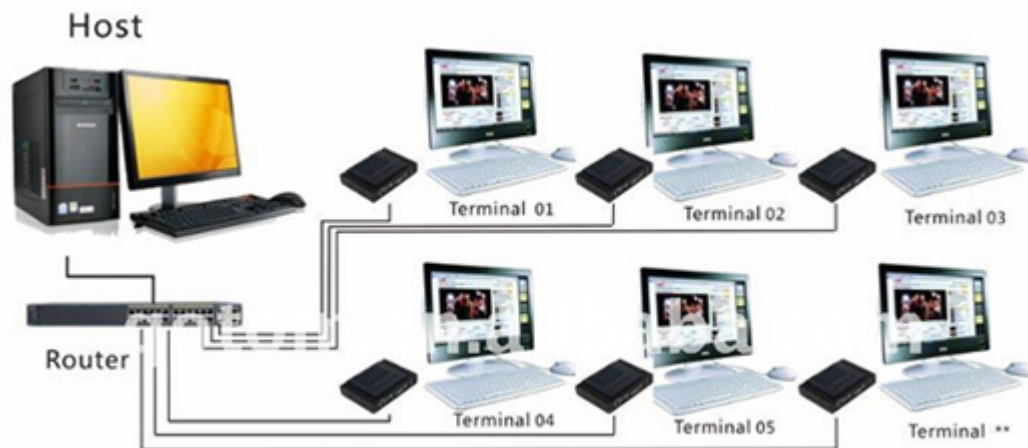 Host
Terminal 01
Terminal 02
Terminal 03
Router
Terminal 04
Terminal 05
Terminal **